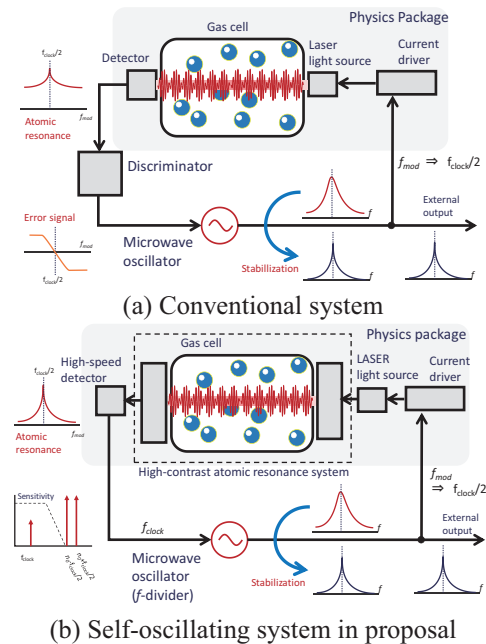 Physics Package
Gas cell
Detector
Laser
light source
Current
driver
f_clock/2
f_mod
Atomic
resonance
Discriminator
f_mod ⇒ f_clock/2
Error signal
f_mod
f_clock/2
Microwave
oscillator
Stabillization
f
f
External
output
f
(a) Conventional system
Physics package
Gas cell
High-speed
detector
LASER
light source
Current
driver
f_clock/2
f_mod
Atomic
resonance
High-contrast atomic resonance system
f_mod
⇒ f_clock/2
Sensitivity
f_clock
f_clock
Microwave
oscillator
(f-divider)
Stabilization
f
f
External
output
f
(b) Self-oscillating system in proposal